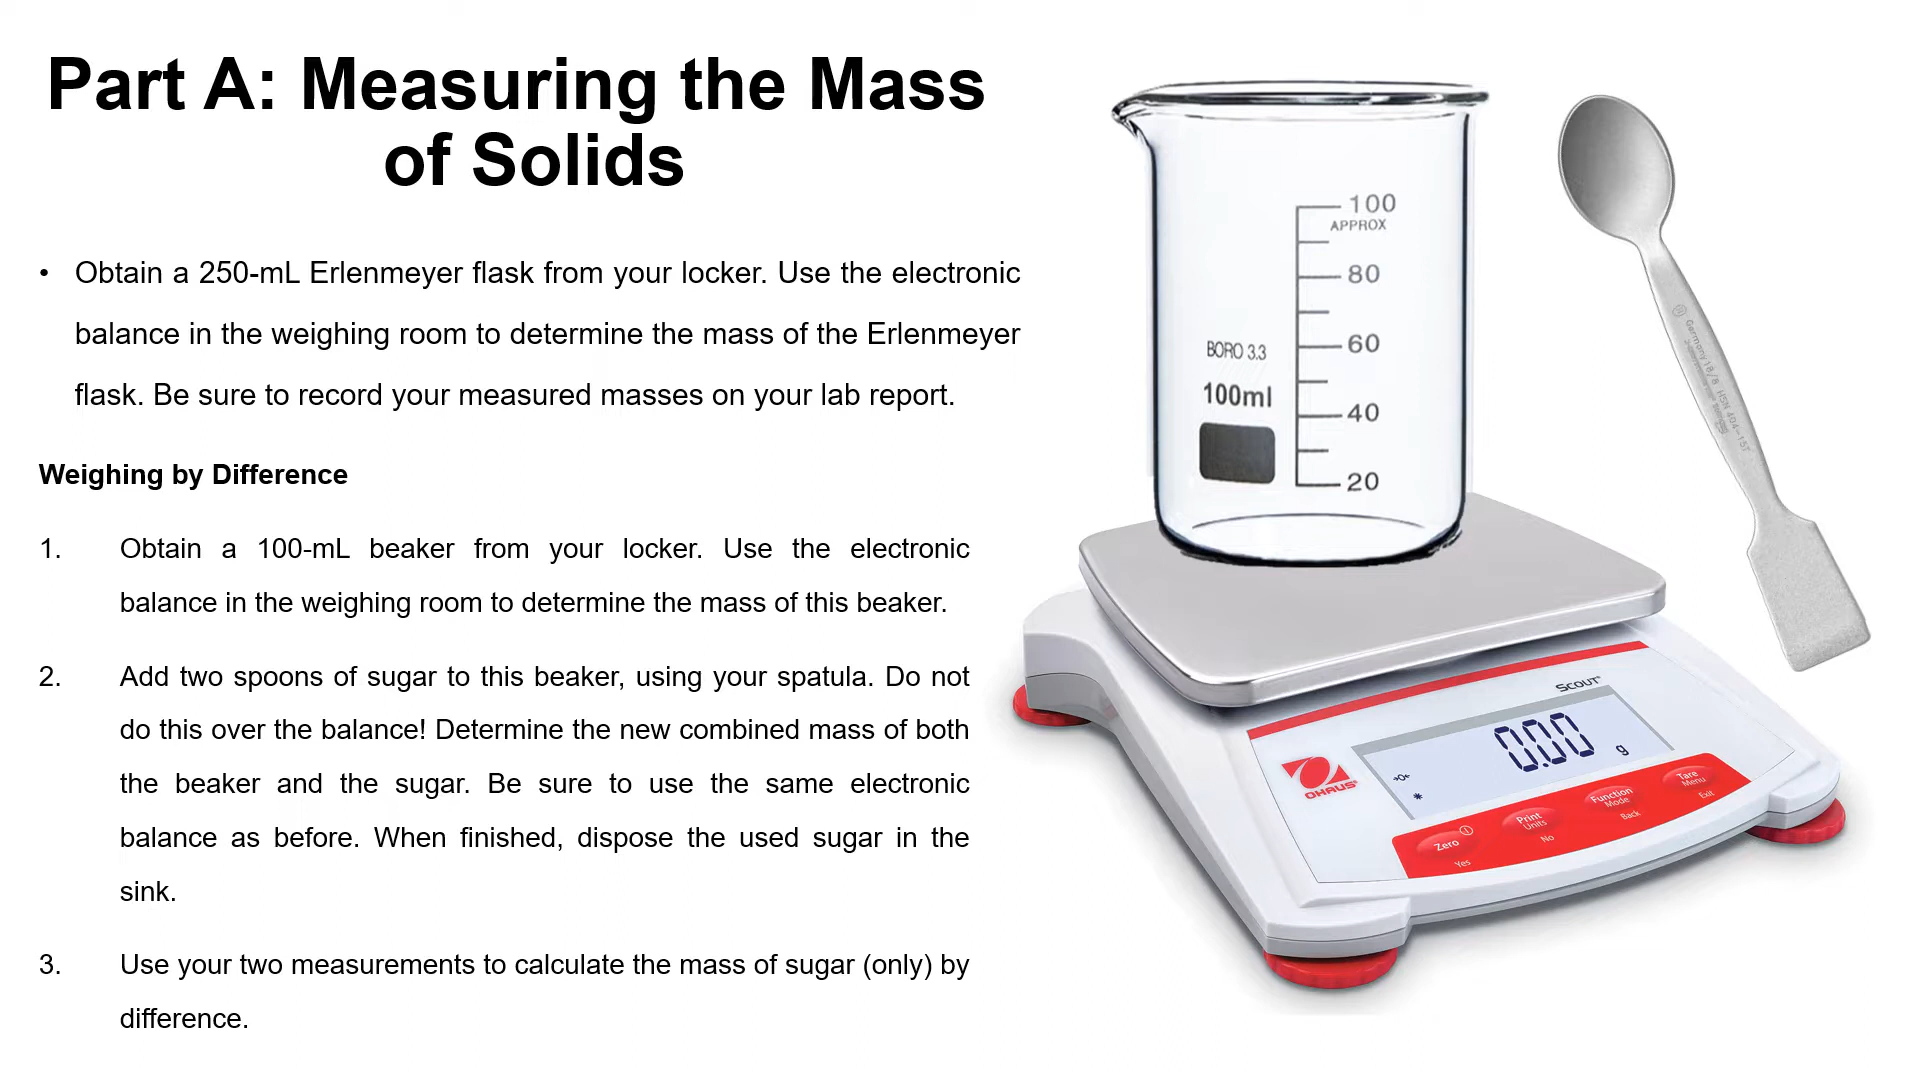 Part A: Measuring the Mass
of Solids
• Obtain a 250-mL Erlenmeyer flask from your locker. Use the electronic
balance in the weighing room to determine the mass of the Erlenmeyer
flask. Be sure to record your measured masses on your lab report.
Weighing by Difference
1. Obtain a 100-mL beaker from your locker. Use the electronic
balance in the weighing room to determine the mass of this beaker.
2. Add two spoons of sugar to this beaker, using your spatula. Do not
do this over the balance! Determine the new combined mass of both
the beaker and the sugar. Be sure to use the same electronic
balance as before. When finished, dispose the used sugar in the
sink.
3. Use your two measurements to calculate the mass of sugar (only) by
difference.
100
APPROX
80
60
BORO 3.3
100ml
40
20
Germany 18/8 HSN 404-157
SCOUT
0.00 g
→0←
*
OHAUS
Zero
Yes
Print
Units
No
Function
Mode
Back
Tare
Menu
Exit